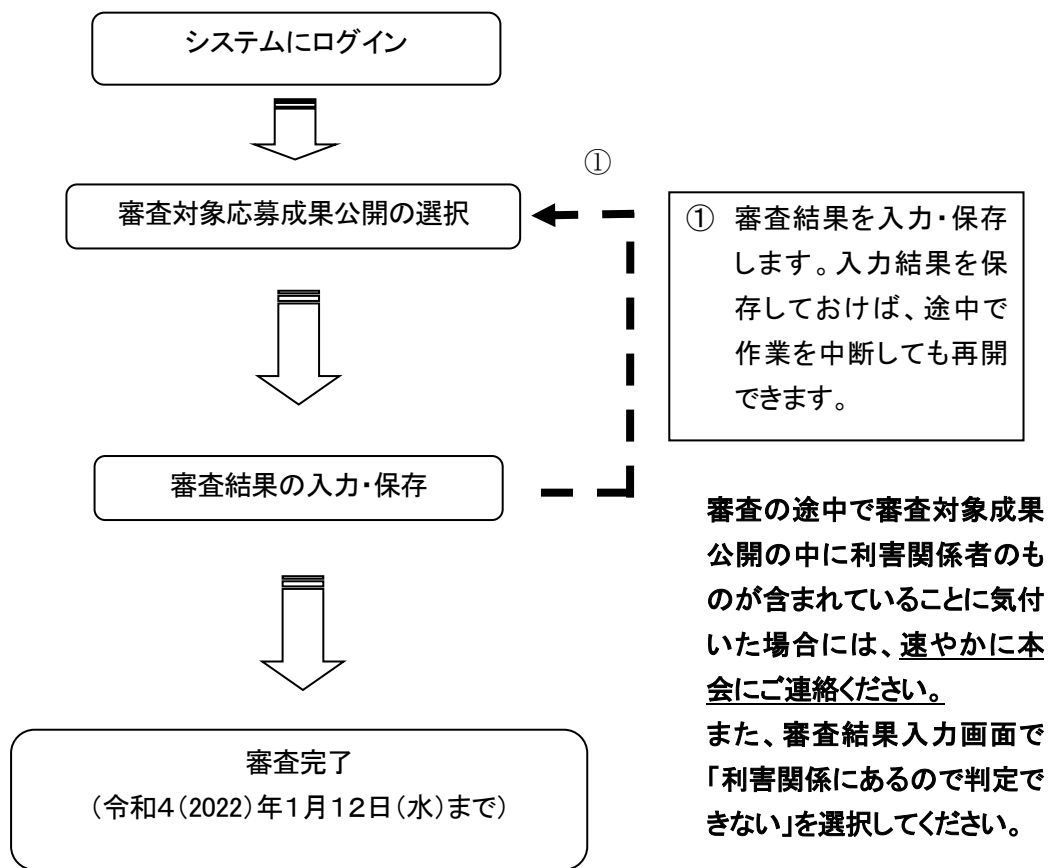 システムにログイン
①
審査対象応募成果公開の選択
① 審査結果を入力・保存
します。入力結果を保
存しておけば、途中で
作業を中断しても再開
できます。
審査結果の入力・保存
審査の途中で審査対象成果
公開の中に利害関係者のも
のが含まれていることに気付
いた場合には、速やかに本
会にご連絡ください。
また、審査結果入力画面で
「利害関係にあるので判定で
きない」を選択してください。
審査完了
（令和4（2022）年1月12日（水）まで）